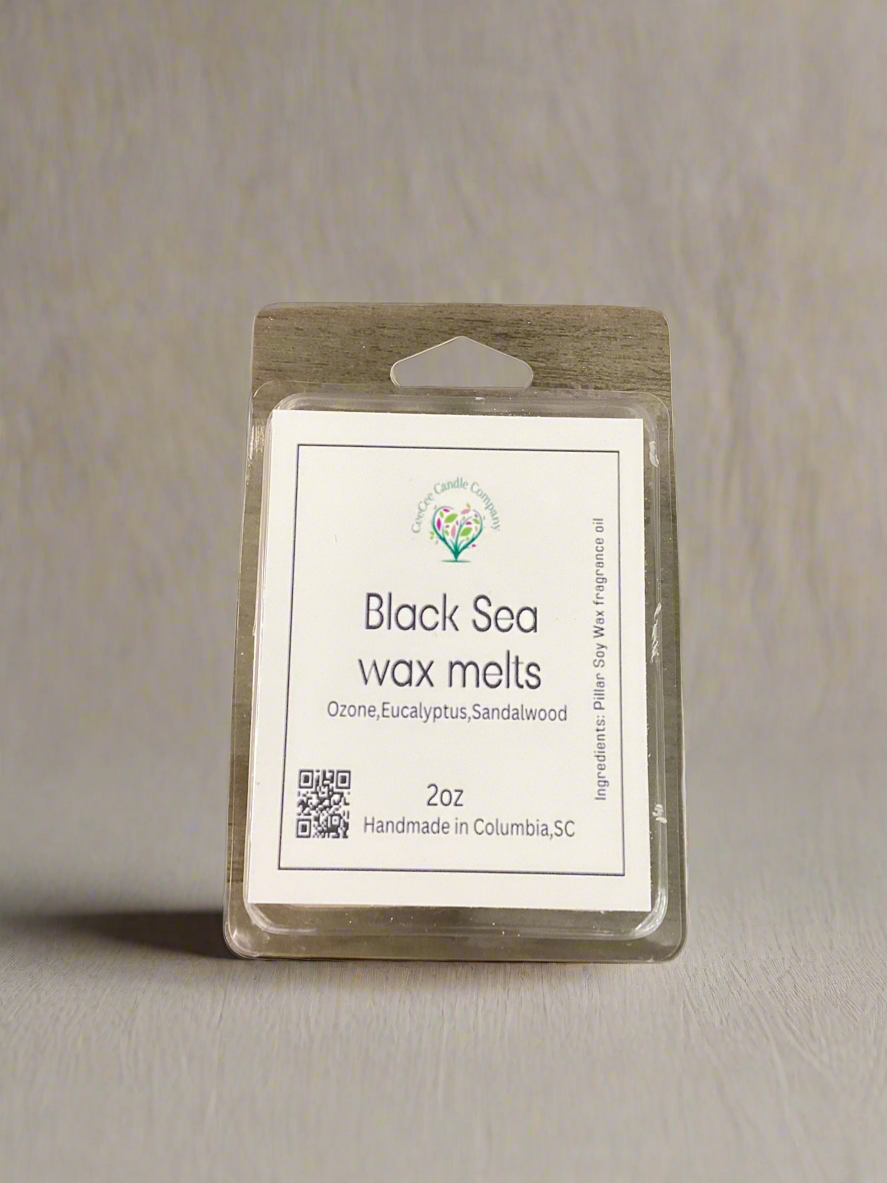 CeeCee Candle Company
Black Sea
wax melts
Ozone,Eucalyptus,Sandalwood
2oz
Handmade in Columbia,SC
Ingredients: Pillar Soy Wax fragrance oil